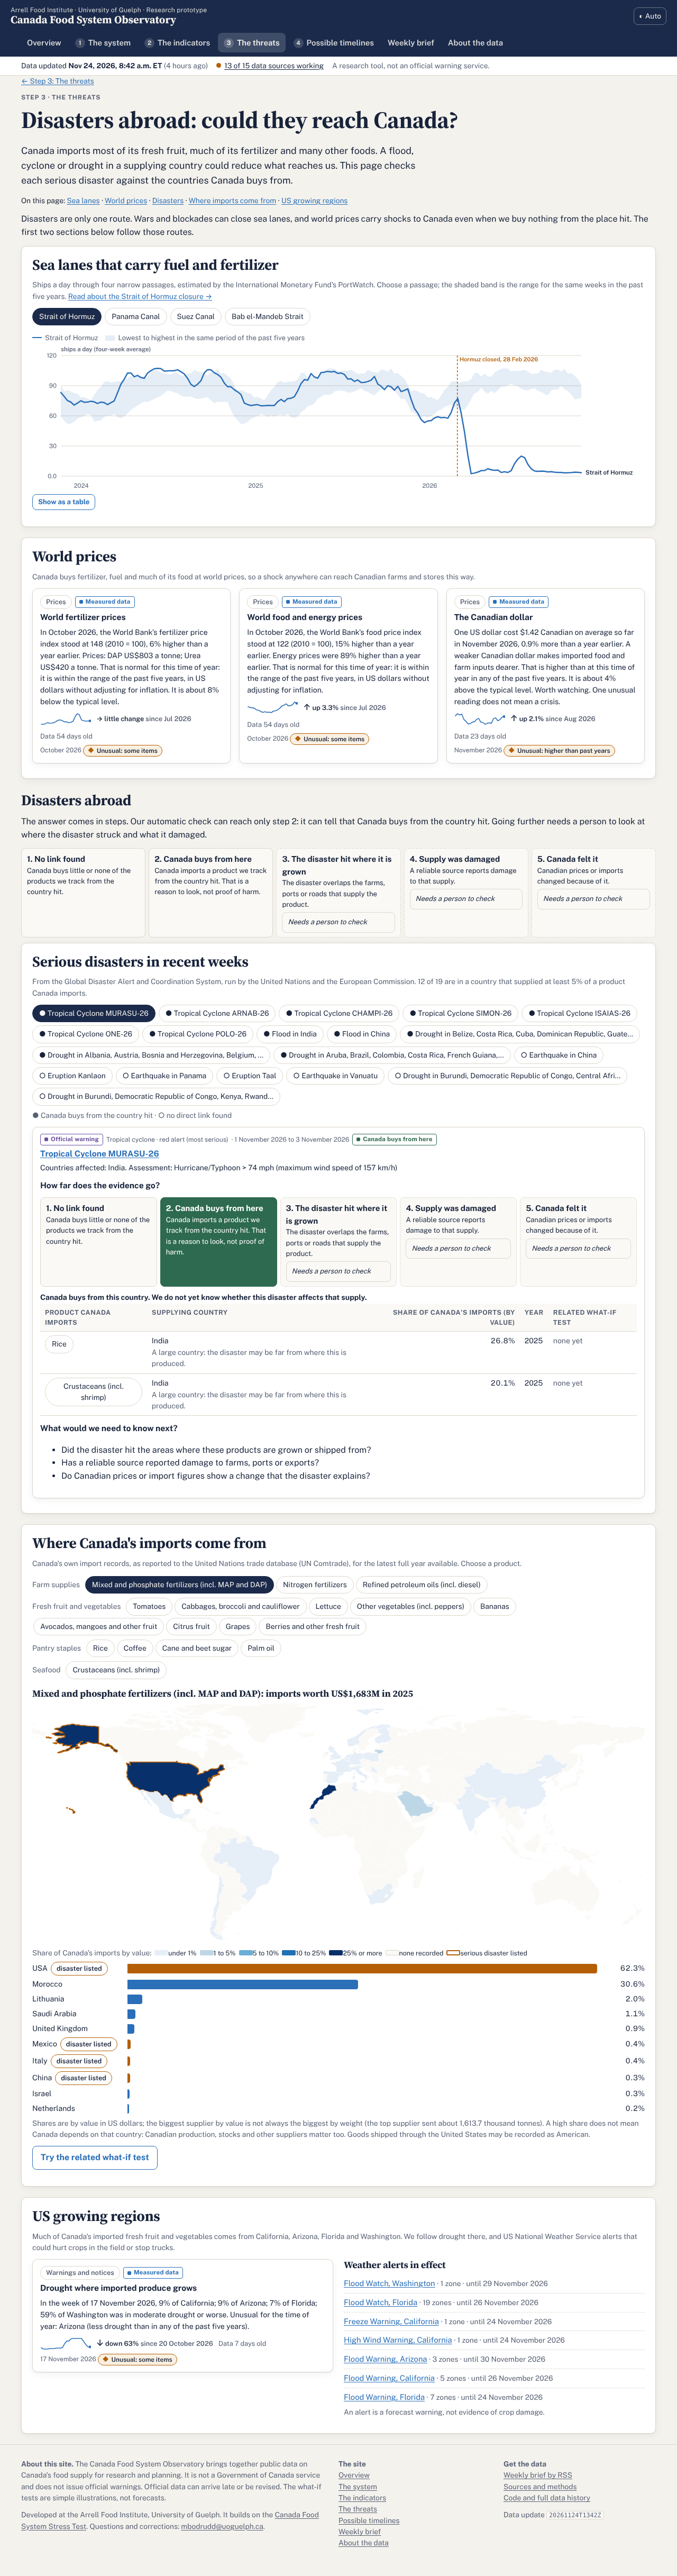 Arrell Food Institute · University of Guelph · Research prototype
Canada Food System Observatory
Auto
Overview
1 The system
2 The indicators
3 The threats
4 Possible timelines
Weekly brief
About the data
Data updated Nov 24, 2026, 8:42 a.m. ET (4 hours ago)
13 of 15 data sources working
A research tool, not an official warning service.
← Step 3: The threats
STEP 3 · THE THREATS
Disasters abroad: could they reach Canada?
Canada imports most of its fresh fruit, much of its fertilizer and many other foods. A flood,
cyclone or drought in a supplying country could reduce what reaches us. This page checks
each serious disaster against the countries Canada buys from.
On this page: Sea lanes · World prices · Disasters · Where imports come from · US growing regions
Disasters are only one route. Wars and blockades can close sea lanes, and world prices carry shocks to Canada even when we buy nothing from the place hit. The
first two sections below follow those routes.
Sea lanes that carry fuel and fertilizer
Ships a day through four narrow passages, estimated by the International Monetary Fund's PortWatch. Choose a passage; the shaded band is the range for the same weeks in the past
five years. Read about the Strait of Hormuz closure →
Strait of Hormuz
Panama Canal
Suez Canal
Bab el-Mandeb Strait
Strait of Hormuz
Lowest to highest in the same period of the past five years
ships a day (four-week average)
120
Hormuz closed, 28 Feb 2026
90
60
30
0.0
Strait of Hormuz
2024
2025
2026
Show as a table
World prices
Canada buys fertilizer, fuel and much of its food at world prices, so a shock anywhere can reach Canadian farms and stores this way.
Prices
Measured data
World fertilizer prices
In October 2026, the World Bank's fertilizer price
index stood at 148 (2010 = 100), 6% higher than a
year earlier. Prices: DAP US$803 a tonne; Urea
US$420 a tonne. That is normal for this time of year:
it is within the range of the past five years, in US
dollars without adjusting for inflation. It is about 8%
below the typical level.
→ little change since Jul 2026
Data 54 days old
October 2026
Unusual: some items
Prices
Measured data
World food and energy prices
In October 2026, the World Bank's food price index
stood at 122 (2010 = 100), 15% higher than a year
earlier. Energy prices were 89% higher than a year
earlier. That is normal for this time of year: it is within
the range of the past five years, in US dollars without
adjusting for inflation.
↑ up 3.3% since Jul 2026
Data 54 days old
October 2026
Unusual: some items
Prices
Measured data
The Canadian dollar
One US dollar cost $1.42 Canadian on average so far
in November 2026, 0.9% more than a year earlier. A
weaker Canadian dollar makes imported food and
farm inputs dearer. That is higher than at this time of
year in any of the past five years. It is about 4%
above the typical level. Worth watching. One unusual
reading does not mean a crisis.
↑ up 2.1% since Aug 2026
Data 23 days old
November 2026
Unusual: higher than past years
Disasters abroad
The answer comes in steps. Our automatic check can reach only step 2: it can tell that Canada buys from the country hit. Going further needs a person to look at
where the disaster struck and what it damaged.
1. No link found
Canada buys little or none of the
products we track from the
country hit.
2. Canada buys from here
Canada imports a product we track
from the country hit. That is a
reason to look, not proof of harm.
3. The disaster hit where it is
grown
The disaster overlaps the farms,
ports or roads that supply the
product.
Needs a person to check
4. Supply was damaged
A reliable source reports damage
to that supply.
Needs a person to check
5. Canada felt it
Canadian prices or imports
changed because of it.
Needs a person to check
Serious disasters in recent weeks
From the Global Disaster Alert and Coordination System, run by the United Nations and the European Commission. 12 of 19 are in a country that supplied at least 5% of a product
Canada imports.
Tropical Cyclone MURASU-26
Tropical Cyclone ARNAB-26
Tropical Cyclone CHAMPI-26
Tropical Cyclone SIMON-26
Tropical Cyclone ISAIAS-26
Tropical Cyclone ONE-26
Tropical Cyclone POLO-26
Flood in India
Flood in China
Drought in Belize, Costa Rica, Cuba, Dominican Republic, Guate...
Drought in Albania, Austria, Bosnia and Herzegovina, Belgium, ...
Drought in Aruba, Brazil, Colombia, Costa Rica, French Guiana,...
Earthquake in China
Eruption Kanlaon
Earthquake in Panama
Eruption Taal
Earthquake in Vanuatu
Drought in Burundi, Democratic Republic of Congo, Central Afri...
Drought in Burundi, Democratic Republic of Congo, Kenya, Rwand...
● Canada buys from the country hit · ○ no direct link found
Official warning
Tropical cyclone · red alert (most serious) · 1 November 2026 to 3 November 2026
Canada buys from here
Tropical Cyclone MURASU-26
Countries affected: India. Assessment: Hurricane/Typhoon > 74 mph (maximum wind speed of 157 km/h)
How far does the evidence go?
1. No link found
Canada buys little or none of the
products we track from the
country hit.
2. Canada buys from here
Canada imports a product we
track from the country hit. That
is a reason to look, not proof of
harm.
3. The disaster hit where it
is grown
The disaster overlaps the farms,
ports or roads that supply the
product.
Needs a person to check
4. Supply was damaged
A reliable source reports
damage to that supply.
Needs a person to check
5. Canada felt it
Canadian prices or imports
changed because of it.
Needs a person to check
Canada buys from this country. We do not yet know whether this disaster affects that supply.
PRODUCT CANADA
IMPORTS
SUPPLYING COUNTRY
SHARE OF CANADA'S IMPORTS (BY
VALUE)
YEAR
RELATED WHAT-IF
TEST
Rice
India
A large country: the disaster may be far from where this is
produced.
26.8%
2025
none yet
Crustaceans (incl.
shrimp)
India
A large country: the disaster may be far from where this is
produced.
20.1%
2025
none yet
What would we need to know next?
• Did the disaster hit the areas where these products are grown or shipped from?
• Has a reliable source reported damage to farms, ports or exports?
• Do Canadian prices or import figures show a change that the disaster explains?
Where Canada's imports come from
Canada's own import records, as reported to the United Nations trade database (UN Comtrade), for the latest full year available. Choose a product.
Farm supplies
Mixed and phosphate fertilizers (incl. MAP and DAP)
Nitrogen fertilizers
Refined petroleum oils (incl. diesel)
Fresh fruit and vegetables
Tomatoes
Cabbages, broccoli and cauliflower
Lettuce
Other vegetables (incl. peppers)
Bananas
Avocados, mangoes and other fruit
Citrus fruit
Grapes
Berries and other fresh fruit
Pantry staples
Rice
Coffee
Cane and beet sugar
Palm oil
Seafood
Crustaceans (incl. shrimp)
Mixed and phosphate fertilizers (incl. MAP and DAP): imports worth US$1,683M in 2025
Share of Canada's imports by value:
under 1%
1 to 5%
5 to 10%
10 to 25%
25% or more
none recorded
serious disaster listed
USA disaster listed 62.3%
Morocco 30.6%
Lithuania 2.0%
Saudi Arabia 1.1%
United Kingdom 0.9%
Mexico disaster listed 0.4%
Italy disaster listed 0.4%
China disaster listed 0.3%
Israel 0.3%
Netherlands 0.2%
Shares are by value in US dollars; the biggest supplier by value is not always the biggest by weight (the top supplier sent about 1,613.7 thousand tonnes). A high share does not mean
Canada depends on that country: Canadian production, stocks and other suppliers matter too. Goods shipped through the United States may be recorded as American.
Try the related what-if test
US growing regions
Much of Canada's imported fresh fruit and vegetables comes from California, Arizona, Florida and Washington. We follow drought there, and US National Weather Service alerts that
could hurt crops in the field or stop trucks.
Warnings and notices
Measured data
Drought where imported produce grows
In the week of 17 November 2026, 9% of California; 9% of Arizona; 7% of Florida;
59% of Washington was in moderate drought or worse. Unusual for the time of
year: Arizona (less drought than in any of the past five years).
↓ down 63% since 20 October 2026
Data 7 days old
17 November 2026
Unusual: some items
Weather alerts in effect
Flood Watch, Washington · 1 zone · until 29 November 2026
Flood Watch, Florida · 19 zones · until 26 November 2026
Freeze Warning, California · 1 zone · until 24 November 2026
High Wind Warning, California · 1 zone · until 24 November 2026
Flood Warning, Arizona · 3 zones · until 30 November 2026
Flood Warning, California · 5 zones · until 26 November 2026
Flood Warning, Florida · 7 zones · until 24 November 2026
An alert is a forecast warning, not evidence of crop damage.
About this site. The Canada Food System Observatory brings together public data on
Canada's food supply for research and planning. It is not a Government of Canada service
and does not issue official warnings. Official data can arrive late or be revised. The what-if
tests are simple illustrations, not forecasts.
Developed at the Arrell Food Institute, University of Guelph. It builds on the Canada Food
System Stress Test. Questions and corrections: mbodrudd@uoguelph.ca.
The site
Overview
The system
The indicators
The threats
Possible timelines
Weekly brief
About the data
Get the data
Weekly brief by RSS
Sources and methods
Code and full data history
Data update 20261124T1342Z